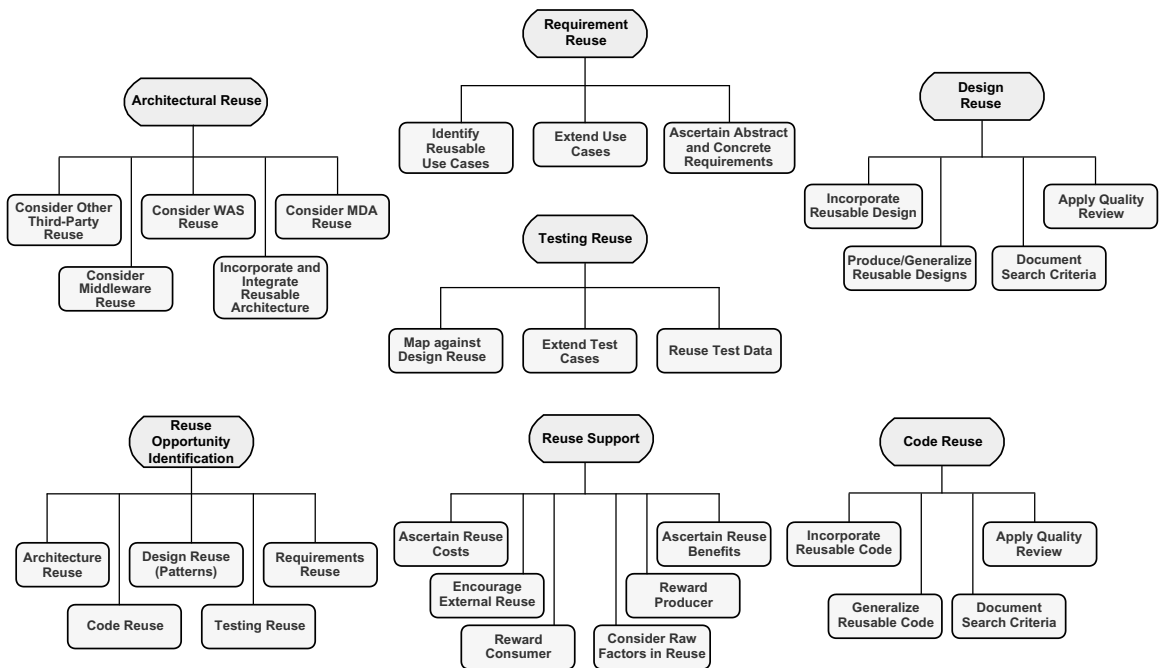 Requirement
Reuse
Identify
Reusable
Use Cases
Extend Use
Cases
Ascertain Abstract
and Concrete
Requirements
Architectural Reuse
Consider Other
Third-Party
Reuse
Consider WAS
Reuse
Consider MDA
Reuse
Consider
Middleware
Reuse
Incorporate and
Integrate
Reusable
Architecture
Design
Reuse
Incorporate
Reusable Design
Apply Quality
Review
Produce/Generalize
Reusable Designs
Document
Search Criteria
Testing Reuse
Map against
Design Reuse
Extend Test
Cases
Reuse Test Data
Reuse
Opportunity
Identification
Architecture
Reuse
Design Reuse
(Patterns)
Requirements
Reuse
Code Reuse
Testing Reuse
Reuse Support
Ascertain Reuse
Costs
Ascertain Reuse
Benefits
Encourage
External Reuse
Reward
Producer
Reward
Consumer
Consider Raw
Factors in Reuse
Code Reuse
Incorporate
Reusable Code
Apply Quality
Review
Generalize
Reusable Code
Document
Search Criteria